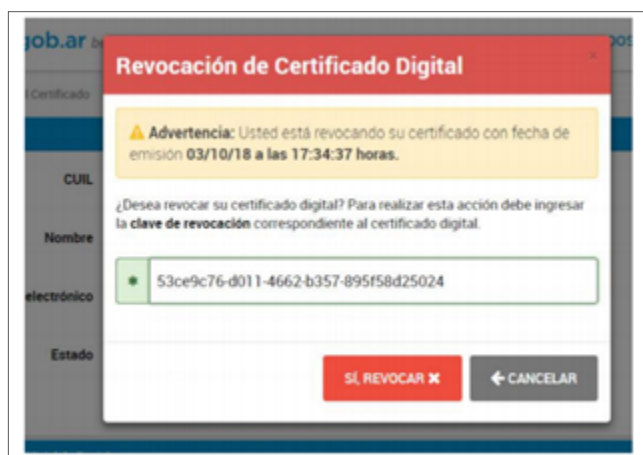 gob.ar
Revocación de Certificado Digital
Certificado
Advertencia: Usted está revocando su certificado con fecha de
emisión 03/10/18 a las 17:34:37 horas.
CUIL
¿Desea revocar su certificado digital? Para realizar esta acción debe ingresar
la clave de revocación correspondiente al certificado digital.
Nombre
53ce9c76-d011-4662-b357-895f58d25024
electrónico
Estado
SÍ, REVOCAR
CANCELAR